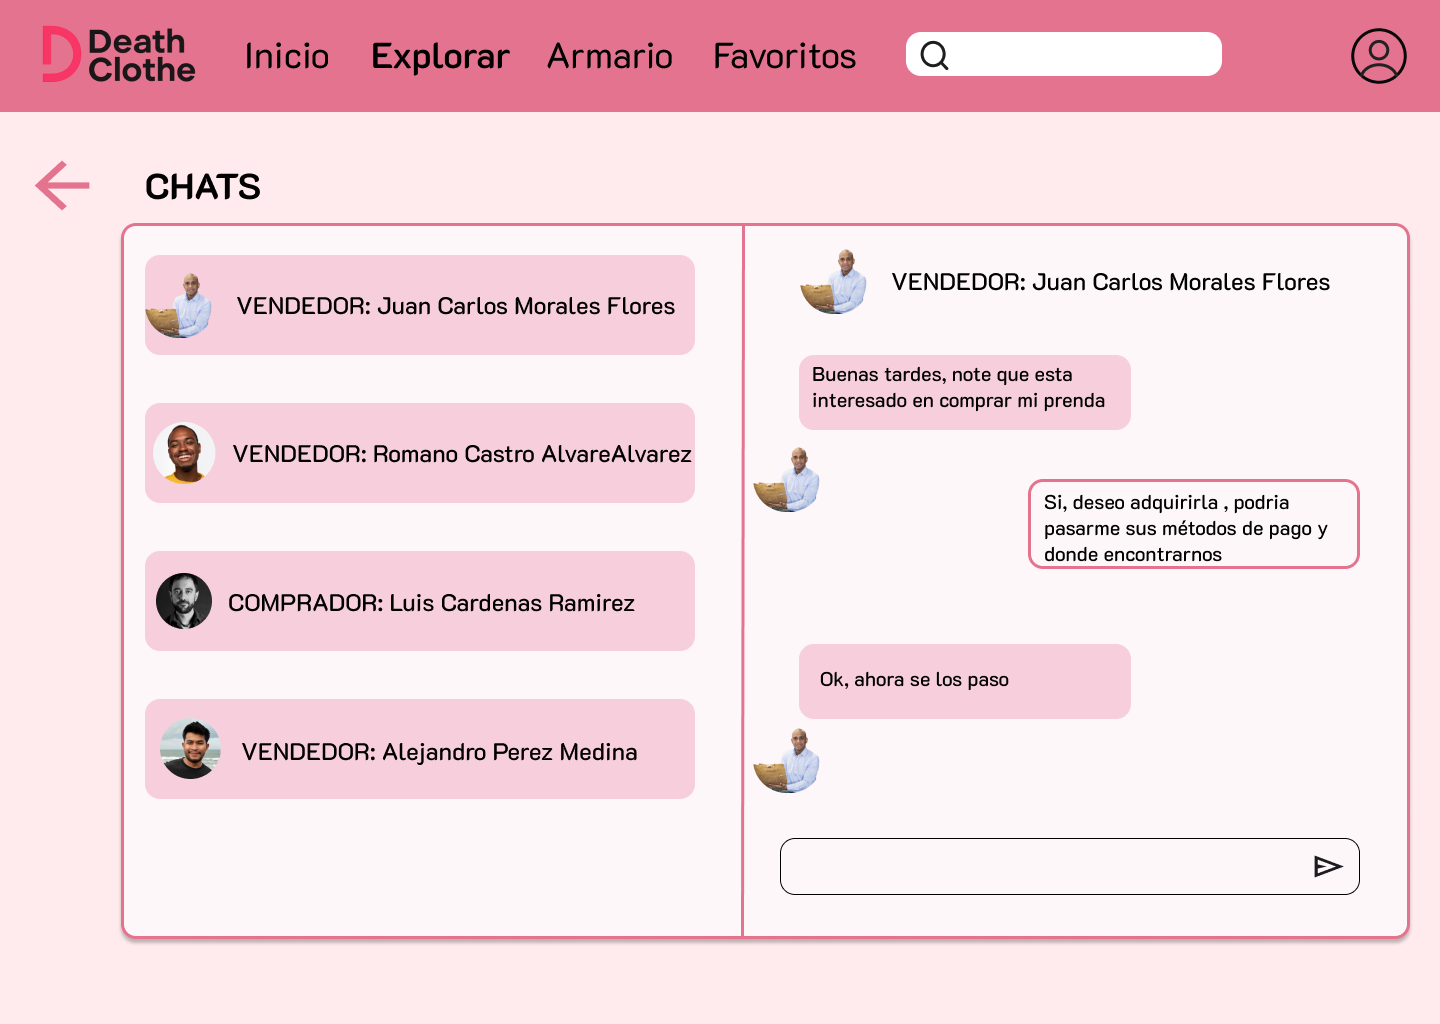 Death
Clothe
Inicio
Explorar
Armario
Favoritos
CHATS
VENDEDOR: Juan Carlos Morales Flores
VENDEDOR: Romano Castro AlvareAlvarez
COMPRADOR: Luis Cardenas Ramirez
VENDEDOR: Alejandro Perez Medina
VENDEDOR: Juan Carlos Morales Flores
Buenas tardes, note que esta
interesado en comprar mi prenda
Si, deseo adquirirla , podria
pasarme sus métodos de pago y
donde encontrarnos
Ok, ahora se los paso